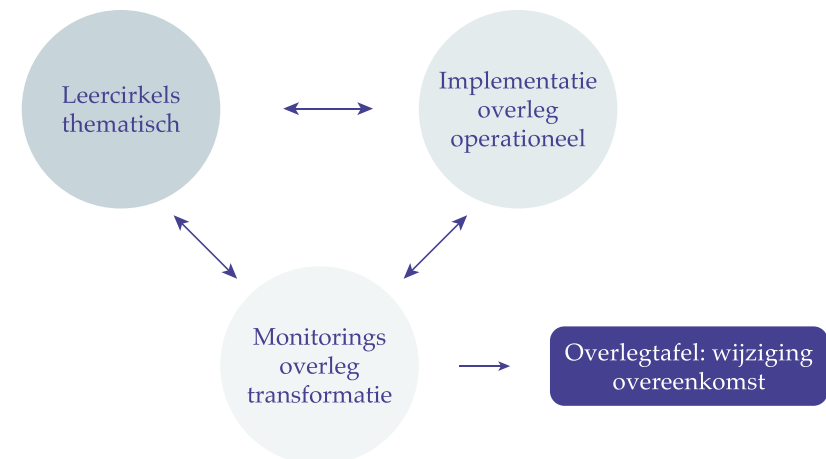 Leercirkels
thematisch
Implementatie
overleg
operationeel
Monitorings
overleg
transformatie
Overlegtafel: wijziging
overeenkomst